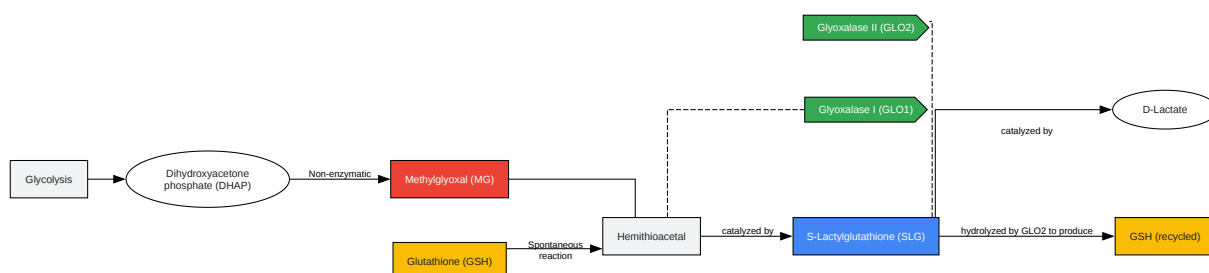 Glyoxalase II (GLO2)
Glyoxalase I (GLO1)
D-Lactate
catalyzed by
Glycolysis
Dihydroxyacetone
phosphate (DHAP)
Non-enzymatic
Methylglyoxal (MG)
Glutathione (GSH)
Spontaneous
reaction
Hemithioacetal
catalyzed by
S-Lactylglutathione (SLG)
hydrolyzed by GLO2 to produce
GSH (recycled)